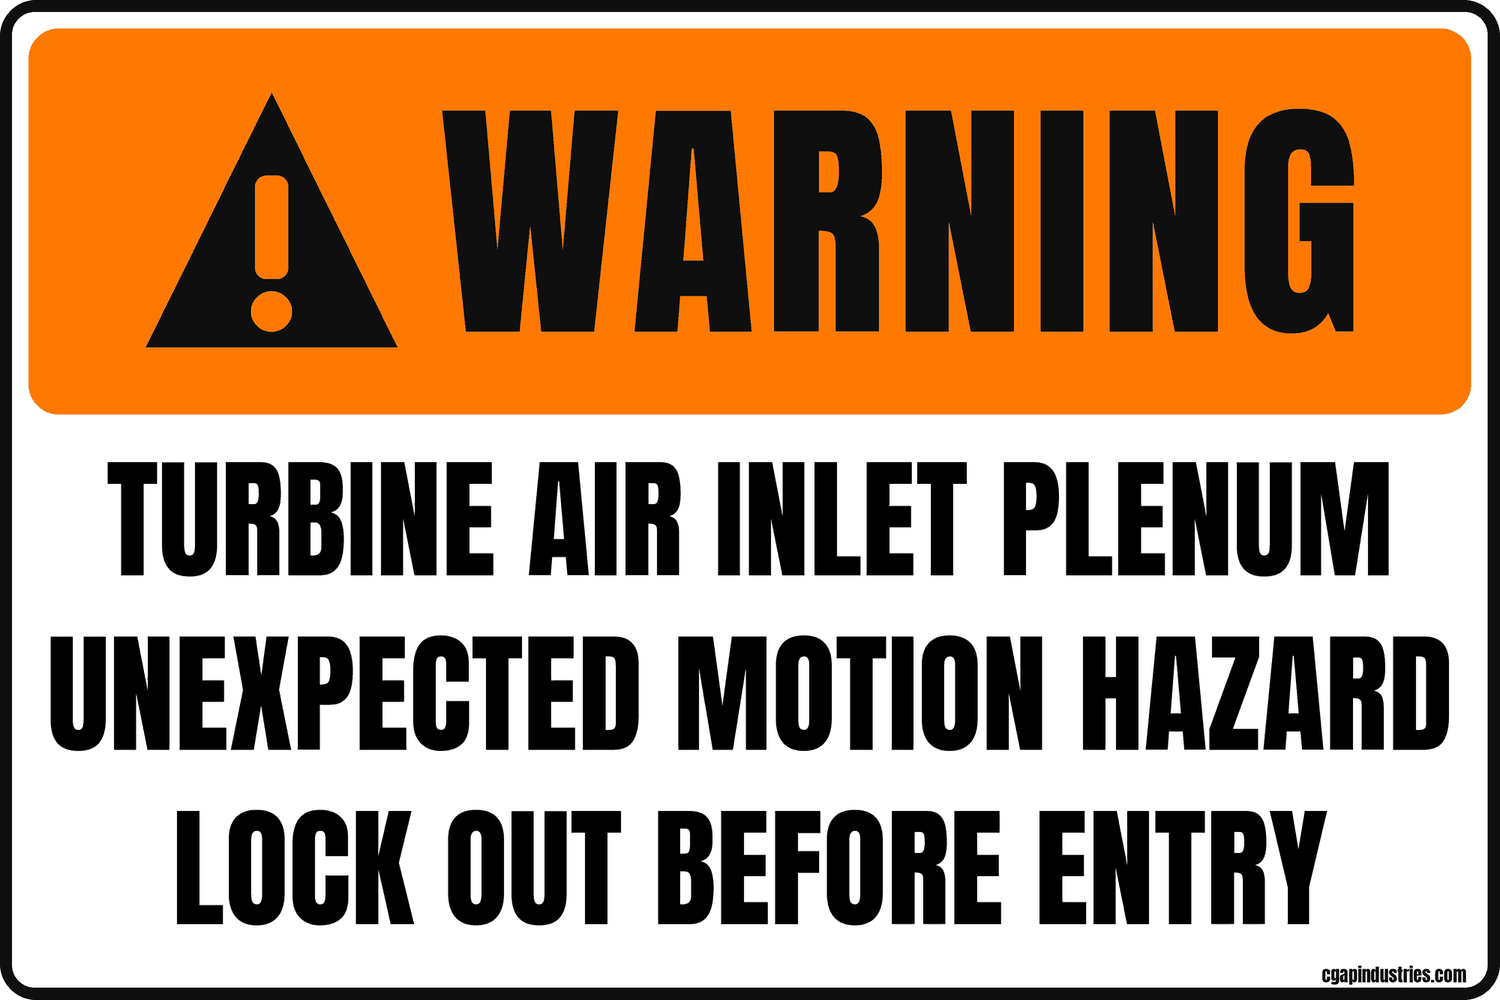 WARNING
TURBINE AIR INLET PLENUM
UNEXPECTED MOTION HAZARD
LOCK OUT BEFORE ENTRY
cgapindustries.com